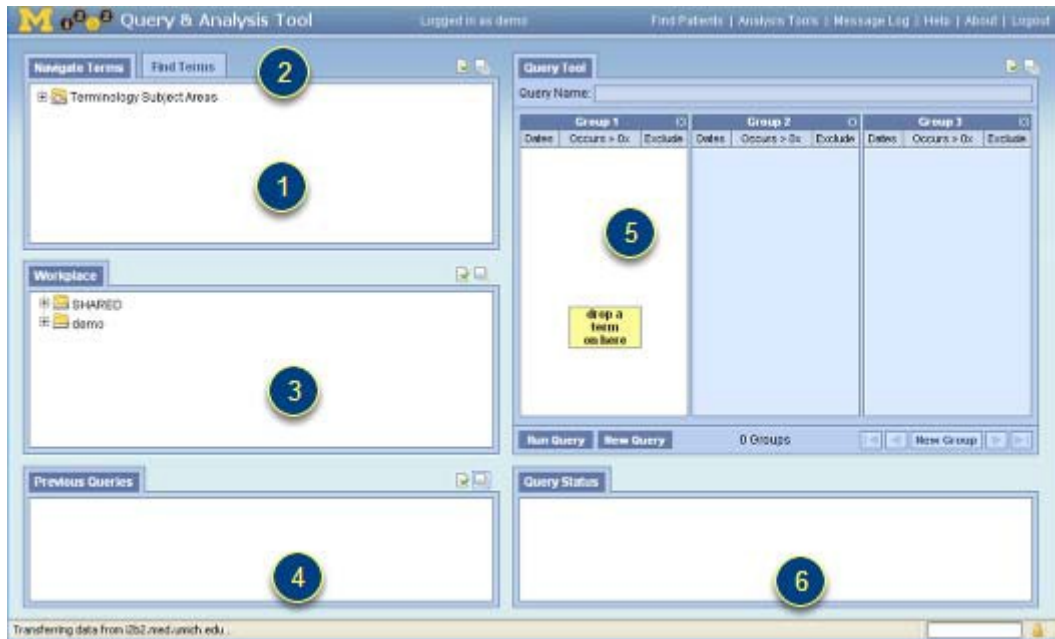 M i2b2 Query & Analysis Tool Logged in as demo Find Patients | Analysis Tools | Message Log | Help | About | Logout
Navigate Terms Find Terms 2
Terminology Subject Areas
1
Workplace
SHARED
demo
3
Previous Queries
4
Query Tool
Query Name:
Group 1 Group 2 Group 3
Dates Occurs > 0x Exclude Dates Occurs > 0x Exclude Dates Occurs > 0x Exclude
5
drop a
term
on here
Run Query New Query 0 Groups New Group
Query Status
6
Transferring data from i2b2.med.umich.edu...